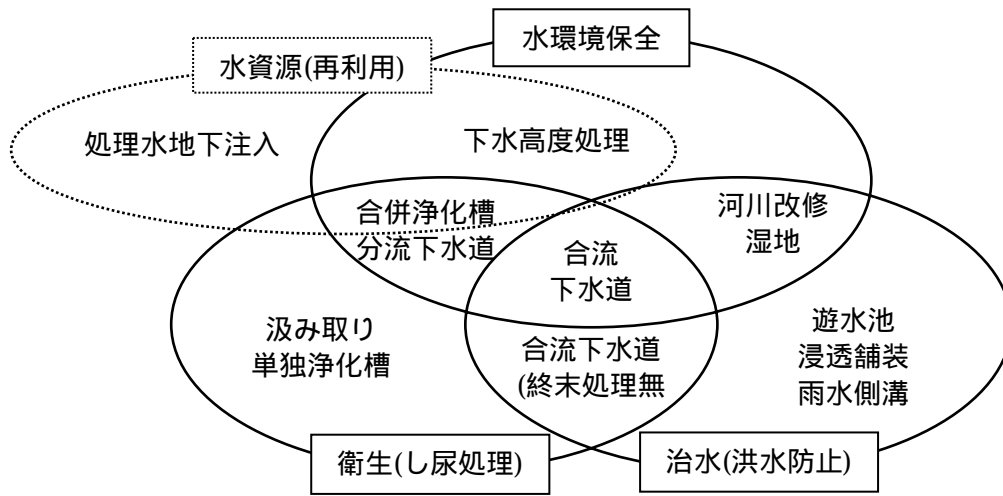 水環境保全
水資源(再利用)
処理水地下注入
下水高度処理
合併浄化槽
分流下水道
河川改修
湿地
合流
下水道
汲み取り
単独浄化槽
合流下水道
(終末処理無
遊水池
浸透舗装
雨水側溝
衛生(し尿処理)
治水(洪水防止)